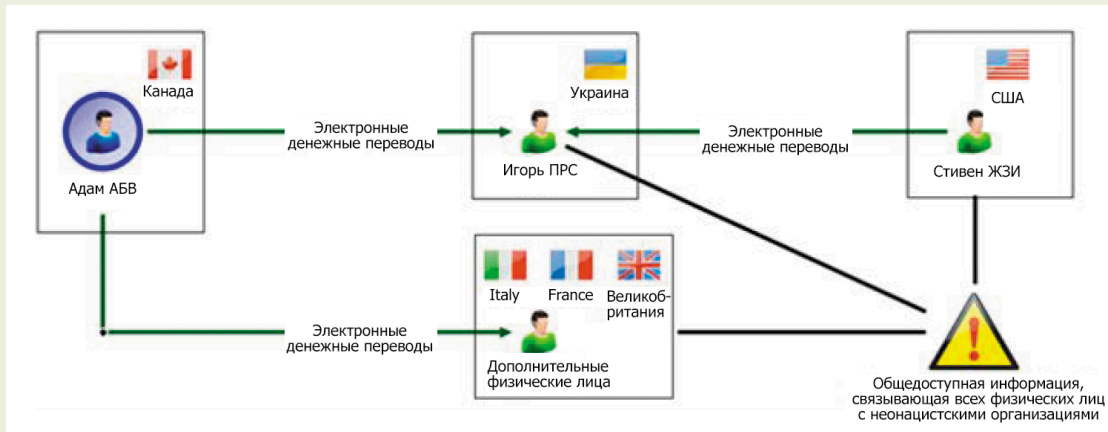 Канада
Адам АБВ
Электронные
денежные переводы
Украина
Игорь ПРС
Электронные
денежные переводы
США
Стивен ЖЗИ
Электронные
денежные переводы
Italy
France
Великоб-
ритания
Дополнительные
физические лица
Общедоступная информация,
связывающая всех физических лиц
с неонацистскими организациями